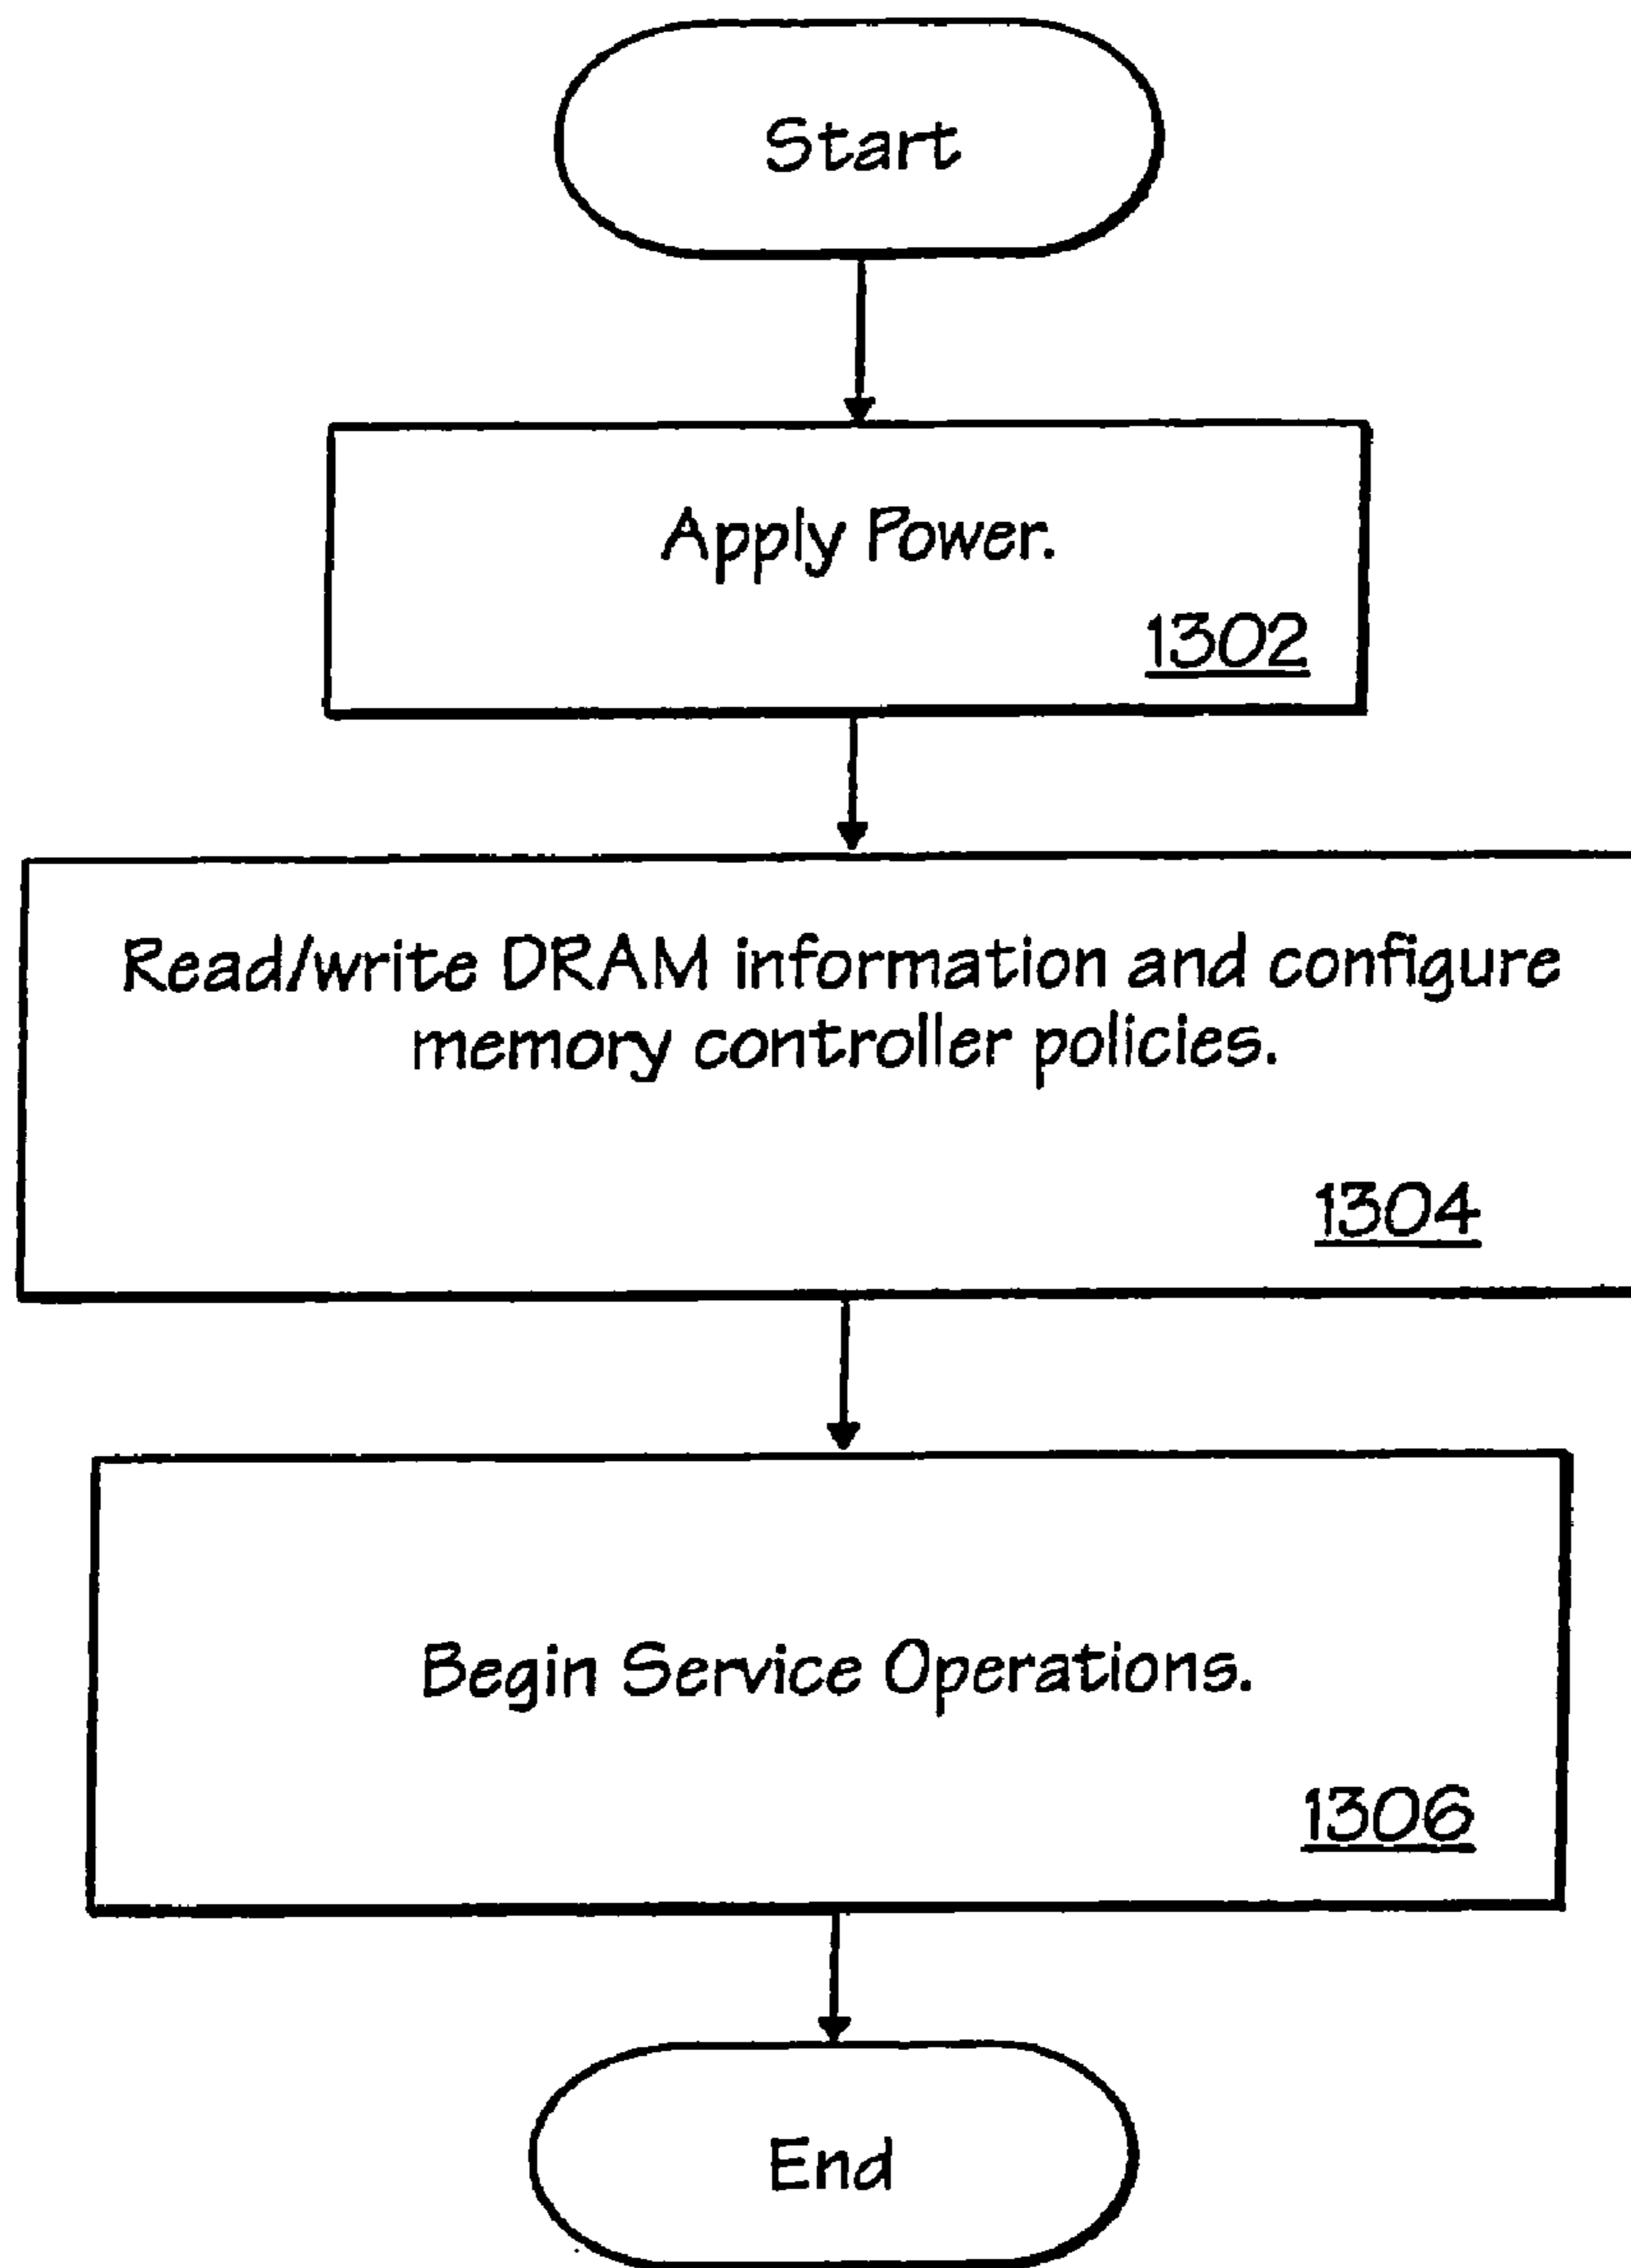 Start
Apply Power.
1302
Read/write DRAM information and configure
memory controller policies.
1304
Begin Service Operations.
1306
End